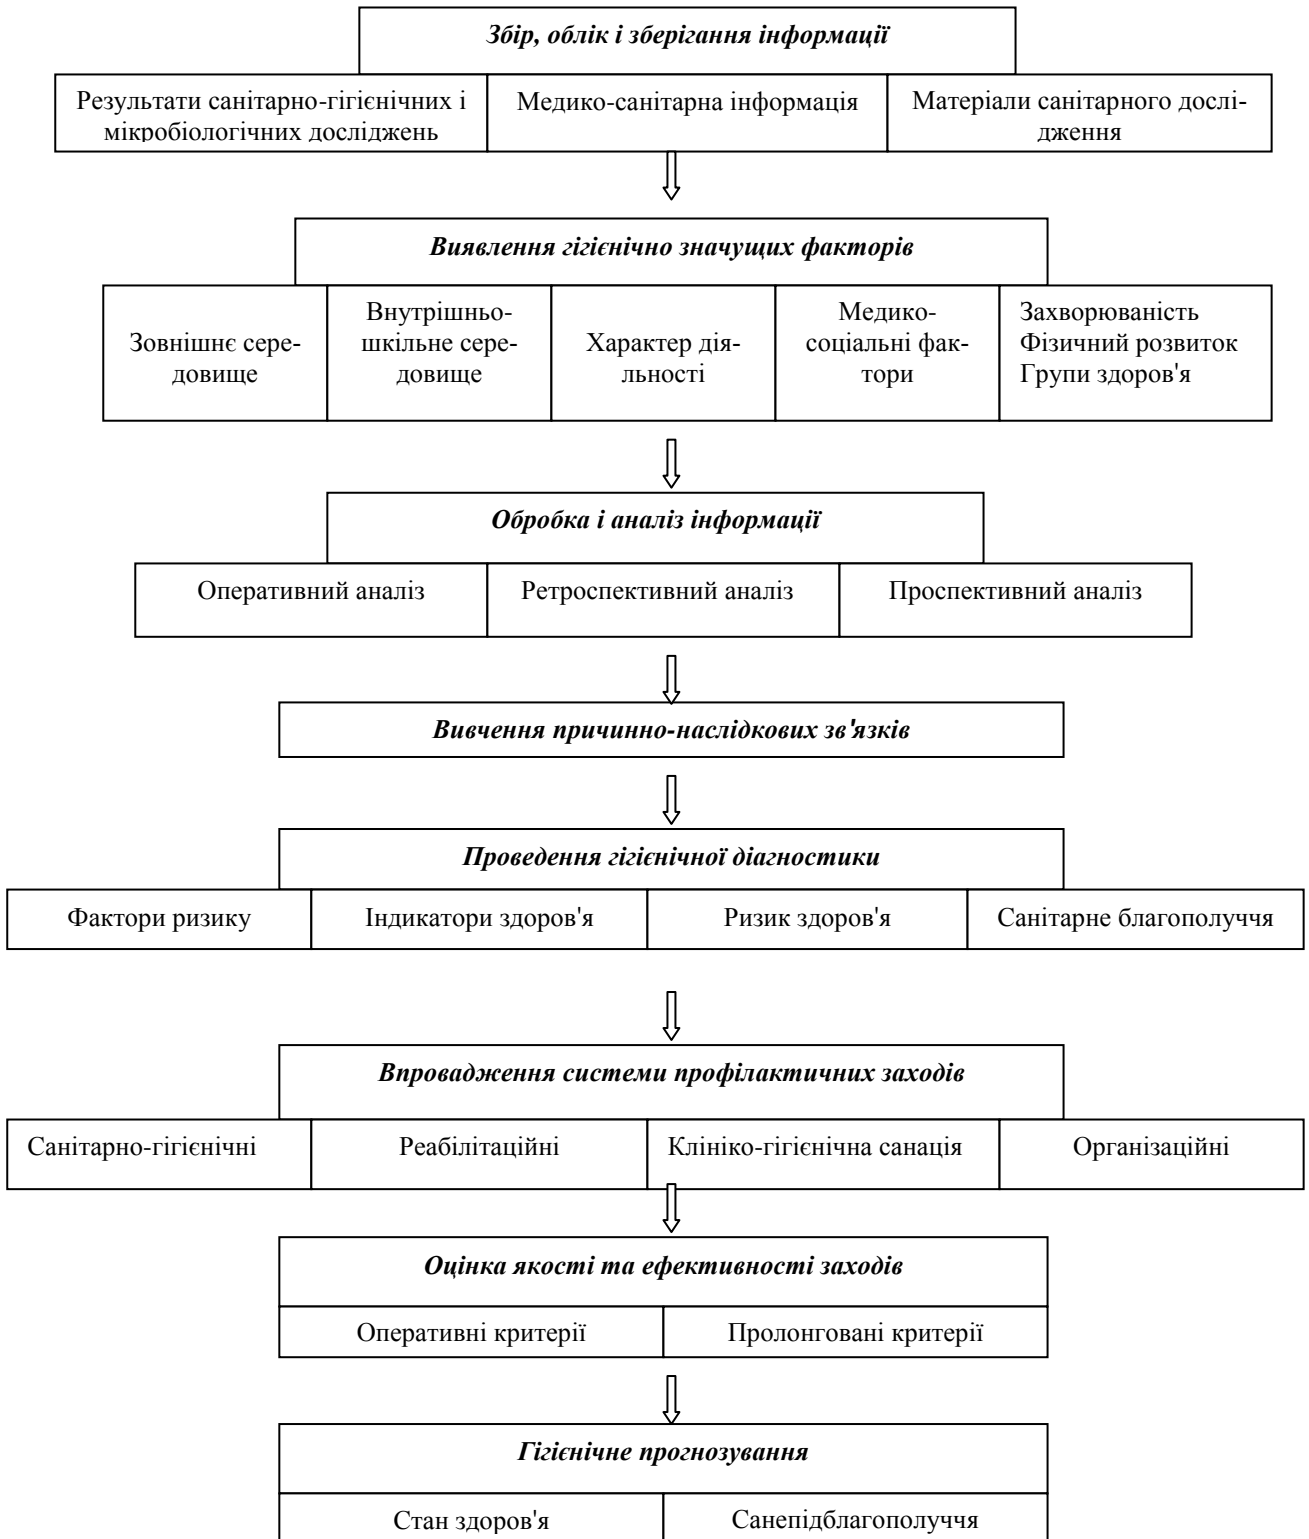 Збір, облік і зберігання інформації
Результати санітарно-гігієнічних і
мікробіологічних досліджень
Медико-санітарна інформація
Матеріали санітарного дослі-
дження
Виявлення гігієнічно значущих факторів
Зовнішнє сере-
довище
Внутрішньо-
шкільне сере-
довище
Характер дія-
льності
Медико-
соціальні фак-
тори
Захворюваність
Фізичний розвиток
Групи здоров'я
Обробка і аналіз інформації
Оперативний аналіз
Ретроспективний аналіз
Проспективний аналіз
Вивчення причинно-наслідкових зв'язків
Проведення гігієнічної діагностики
Фактори ризику
Індикатори здоров'я
Ризик здоров'я
Санітарне благополуччя
Впровадження системи профілактичних заходів
Санітарно-гігієнічні
Реабілітаційні
Клініко-гігієнічна санація
Організаційні
Оцінка якості та ефективності заходів
Оперативні критерії
Пролонговані критерії
Гігієнічне прогнозування
Стан здоров'я
Санепідблагополуччя